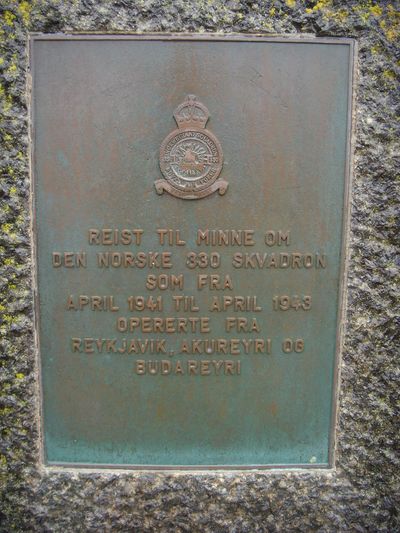 REIST TIL MINNE OM
DEN NORSKE 330 SKVADRON
SOM FRA
APRIL 1941 TIL APRIL 1943
OPERERTE FRA
REYKJAVIK, AKUREYRI OG
BUDAREYRI